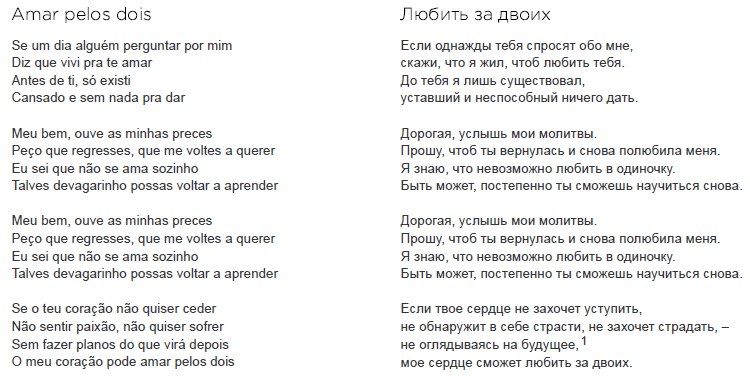 Amar pelos dois
Se um dia alguém perguntar por mim
Diz que vivi pra te amar
Antes de ti, só existi
Cansado e sem nada pra dar
Meu bem, ouve as minhas preces
Peço que regresses, que me voltes a querer
Eu sei que não se ama sozinho
Talves devagarinho possas voltar a aprender
Meu bem, ouve as minhas preces
Peço que regresses, que me voltes a querer
Eu sei que não se ama sozinho
Talves devagarinho possas voltar a aprender
Se o teu coração não quiser ceder
Não sentir paixão, não quiser sofrer
Sem fazer planos do que virá depois
O meu coração pode amar pelos dois
Любить за двоих
Если однажды тебя спросят обо мне,
скажи, что я жил, чтоб любить тебя.
До тебя я лишь существовал,
уставший и неспособный ничего дать.
Дорогая, услышь мои молитвы.
Прошу, чтоб ты вернулась и снова полюбила меня.
Я знаю, что невозможно любить в одиночку.
Быть может, постепенно ты сможешь научиться снова.
Дорогая, услышь мои молитвы.
Прошу, чтоб ты вернулась и снова полюбила меня.
Я знаю, что невозможно любить в одиночку.
Быть может, постепенно ты сможешь научиться снова.
Если твое сердце не захочет уступить,
не обнаружит в себе страсти, не захочет страдать, –
не оглядываясь на будущее,1
мое сердце сможет любить за двоих.